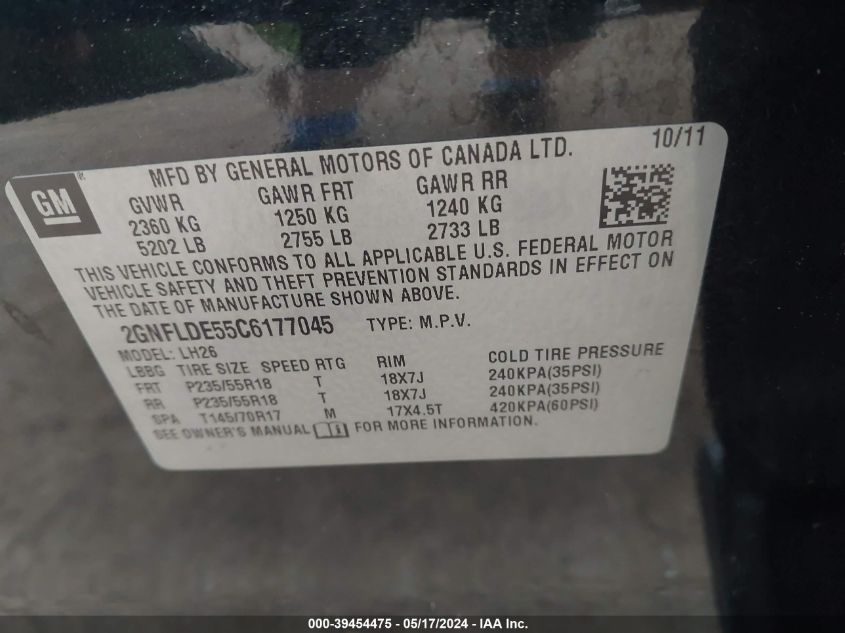 GM
MFD BY GENERAL MOTORS OF CANADA LTD.
10/11
GVWR GAWR FRT GAWR RR
2360 KG 1250 KG 1240 KG
5202 LB 2755 LB 2733 LB
THIS VEHICLE CONFORMS TO ALL APPLICABLE U.S. FEDERAL MOTOR
VEHICLE SAFETY AND THEFT PREVENTION STANDARDS IN EFFECT ON
THE DATE OF MANUFACTURE SHOWN ABOVE.
2GNFLDE55C6177045 TYPE: M.P.V.
MODEL: LH26
LBBG TIRE SIZE SPEED RTG RIM COLD TIRE PRESSURE
FRT P235/55R18 T 18X7J 240KPA(35PSI)
RR P235/55R18 T 18X7J 240KPA(35PSI)
SPA T145/70R17 M 17X4.5T 420KPA(60PSI)
SEE OWNER'S MANUAL i FOR MORE INFORMATION.
000-39454475 — 05/17/2024 — IAA Inc.